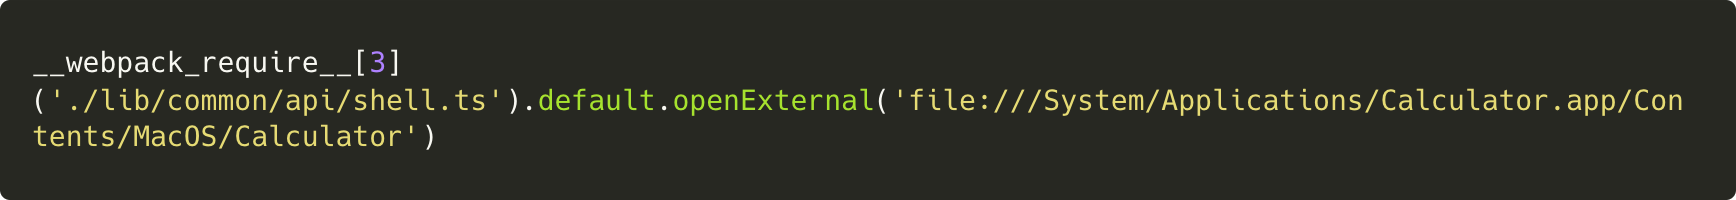 __webpack_require__[3]
('./lib/common/api/shell.ts').default.openExternal('file:///System/Applications/Calculator.app/Con
tents/MacOS/Calculator')